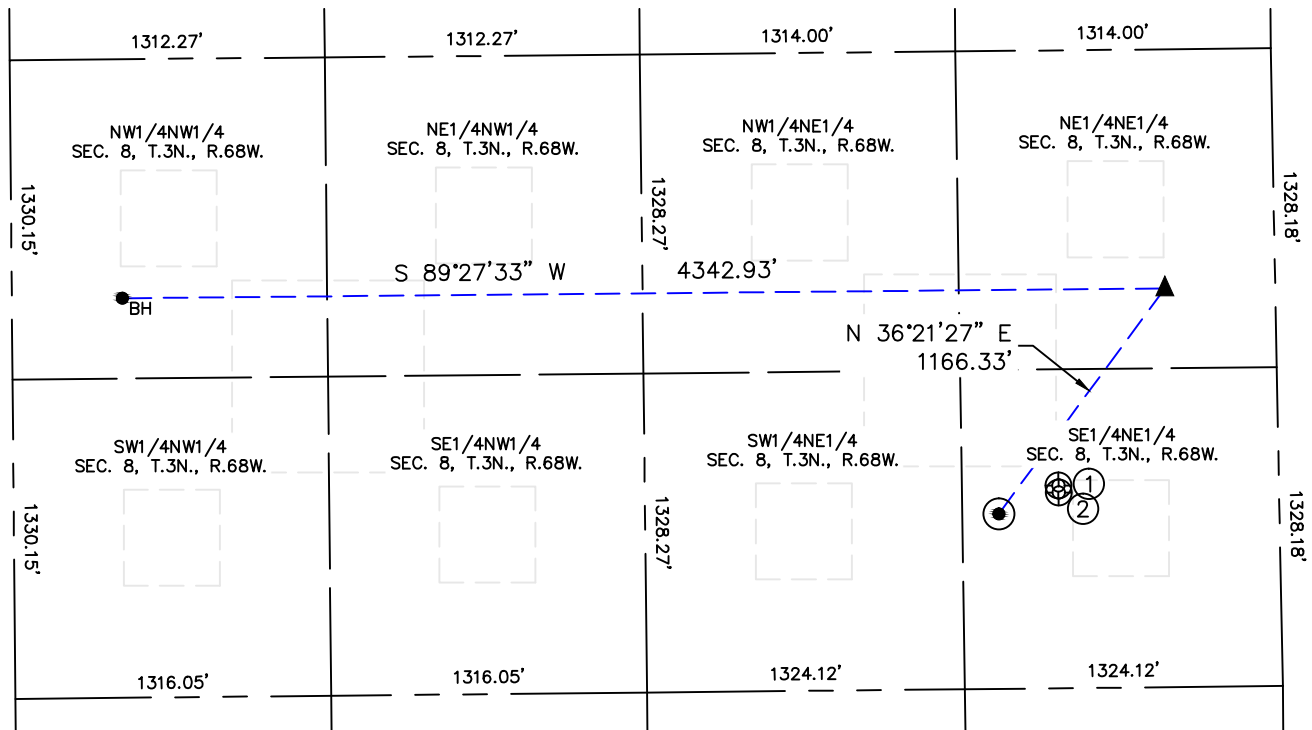 1312.27'
1312.27'
1314.00'
1314.00'
NW1/4NW1/4
SEC. 8, T.3N., R.68W.
NE1/4NW1/4
SEC. 8, T.3N., R.68W.
NW1/4NE1/4
SEC. 8, T.3N., R.68W.
NE1/4NE1/4
SEC. 8, T.3N., R.68W.
1330.15'
1328.27'
1328.18'
S 89°27'33" W
4342.93'
BH
N 36°21'27" E
1166.33'
SW1/4NW1/4
SEC. 8, T.3N., R.68W.
SE1/4NW1/4
SEC. 8, T.3N., R.68W.
SW1/4NE1/4
SEC. 8, T.3N., R.68W.
SE1/4NE1/4
SEC. 8, T.3N., R.68W.
1
2
1330.15'
1328.27'
1328.18'
1316.05'
1316.05'
1324.12'
1324.12'